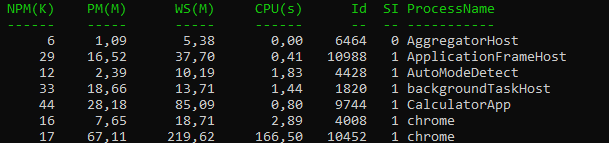 NPM(K) PM(M) WS(M) CPU(s) Id SI ProcessName
------ ----- ----- ------ -- -- -----------
6 1,09 5,38 0,00 6464 0 AggregatorHost
29 16,52 37,70 0,41 10988 1 ApplicationFrameHost
12 2,39 10,19 1,83 4428 1 AutoModeDetect
33 18,66 13,71 1,44 1820 1 backgroundTaskHost
44 28,18 85,09 0,80 9744 1 CalculatorApp
16 7,65 18,71 2,89 4008 1 chrome
17 67,11 219,62 166,50 10452 1 chrome